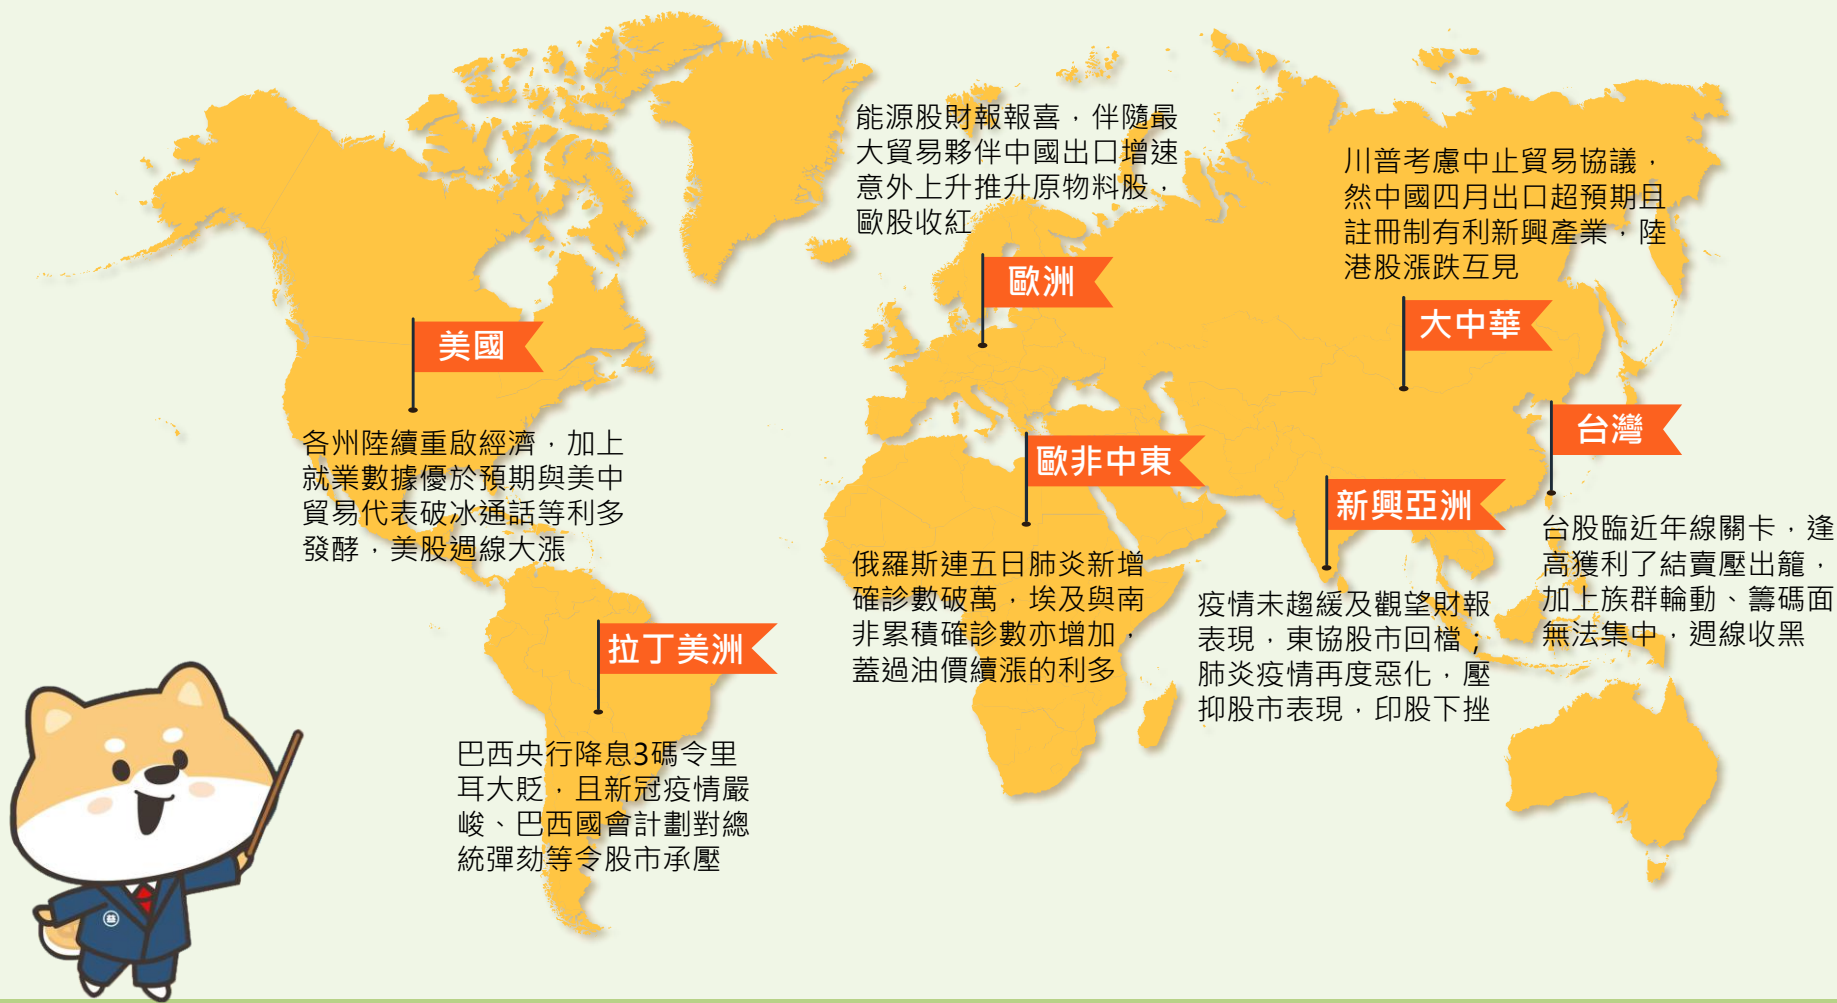 能源股財報報喜，伴隨最
大貿易夥伴中國出口增速
意外上升推升原物料股，
歐股收紅
歐洲
川普考慮中止貿易協議，
然中國四月出口超預期且
註冊制有利新興產業，陸
港股漲跌互見
大中華
美國
各州陸續重啟經濟，加上
就業數據優於預期與美中
貿易代表破冰通話等利多
發酵，美股週線大漲
歐非中東
俄羅斯連五日肺炎新增
確診數破萬，埃及與南
非累積確診數亦增加，
蓋過油價續漲的利多
新興亞洲
疫情未趨緩及觀望財報
表現，東協股市回檔；
肺炎疫情再度惡化，壓
抑股市表現，印股下挫
台灣
台股臨近年線關卡，逢
高獲利了結賣壓出籠，
加上族群輪動、籌碼面
無法集中，週線收黑
拉丁美洲
巴西央行降息3碼令里
耳大貶，且新冠疫情嚴
峻、巴西國會計劃對總
統彈劾等令股市承壓